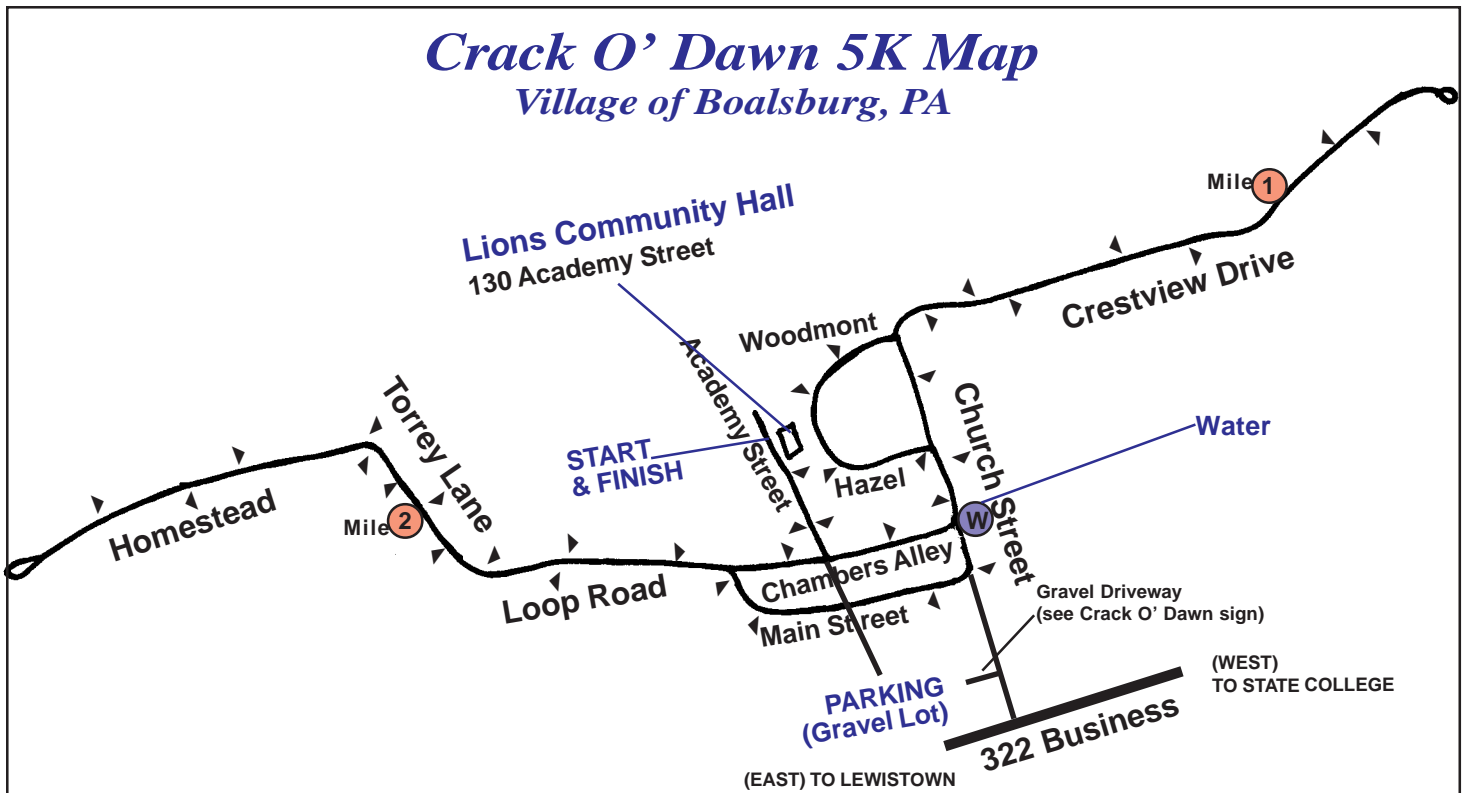 Crack O’ Dawn 5K Map
Village of Boalsburg, PA
Mile 1
Lions Community Hall
130 Academy Street
Crestview Drive
Woodmont
Academy Street
Church Street
Torrey Lane
Water
START
& FINISH
Hazel
Homestead
Mile 2
W
Chambers Alley
Loop Road
Main Street
Gravel Driveway
(see Crack O’ Dawn sign)
(WEST)
TO STATE COLLEGE
PARKING
(Gravel Lot)
322 Business
(EAST) TO LEWISTOWN